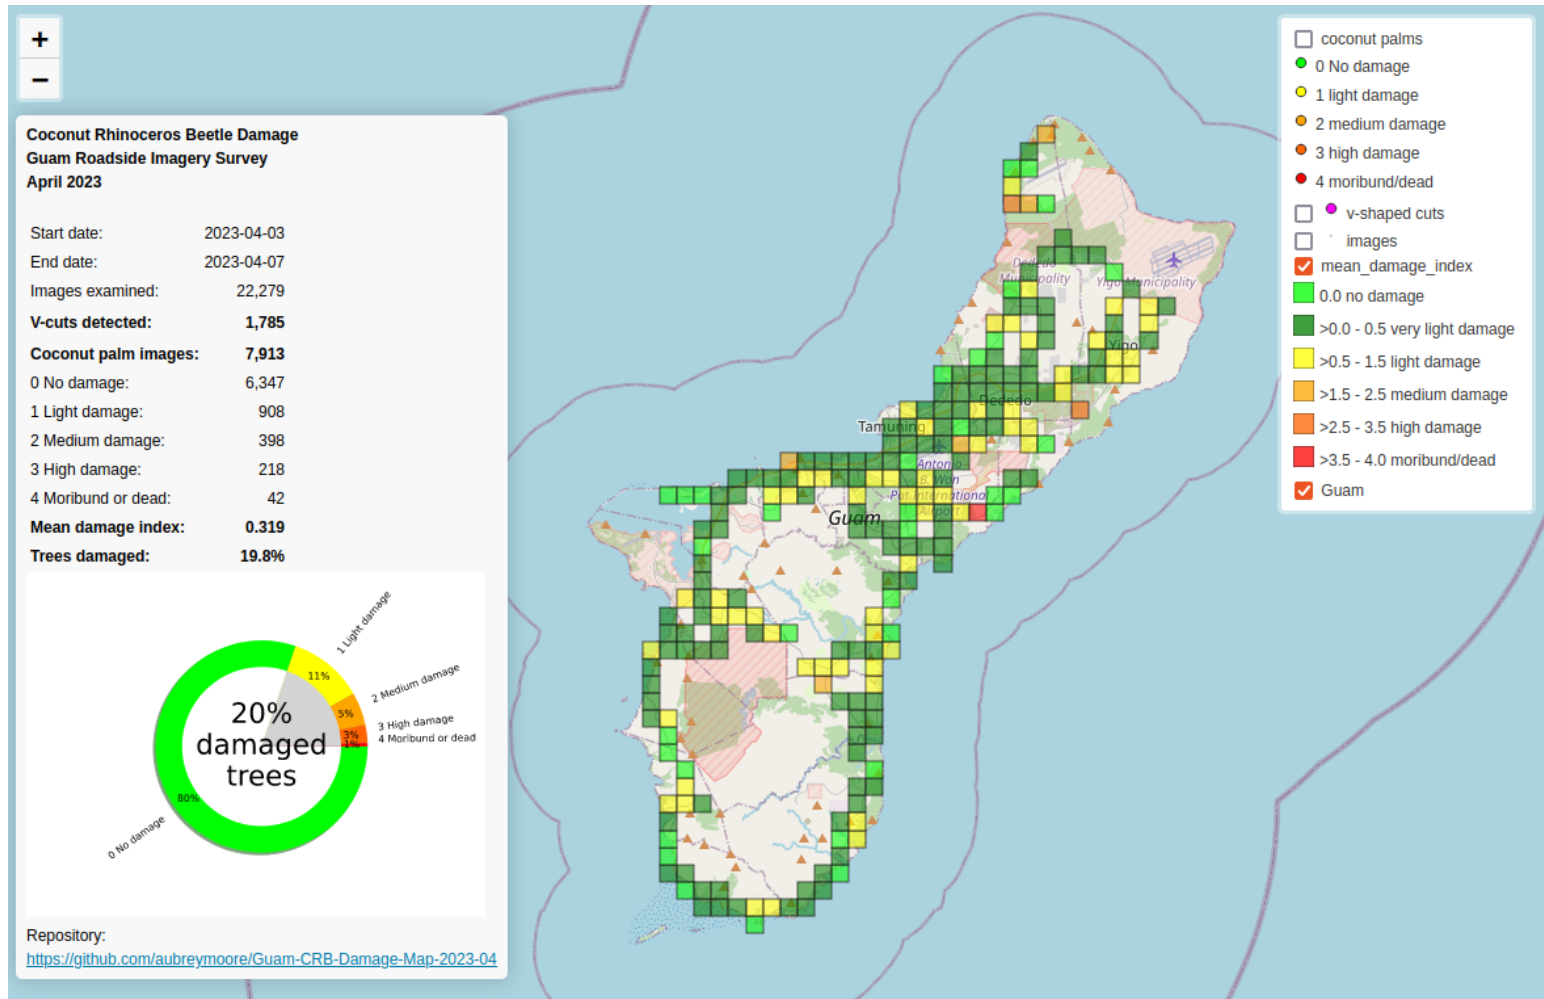 +
−
Coconut Rhinoceros Beetle Damage
Guam Roadside Imagery Survey
April 2023
Start date: 2023-04-03
End date: 2023-04-07
Images examined: 22,279
V-cuts detected: 1,785
Coconut palm images: 7,913
0 No damage: 6,347
1 Light damage: 908
2 Medium damage: 398
3 High damage: 218
4 Moribund or dead: 42
Mean damage index: 0.319
Trees damaged: 19.8%
1 Light damage
11%
2 Medium damage
5%
3 High damage
3%
4 Moribund or dead
1%
20%
damaged
trees
80%
0 No damage
Repository:
https://github.com/aubreymoore/Guam-CRB-Damage-Map-2023-04
Dededo
Municipality
Yigo Municipality
Yigo
Dededo
Tamuning
Antonio
B. Won
Pat International
Airport
Guam
coconut palms
0 No damage
1 light damage
2 medium damage
3 high damage
4 moribund/dead
v-shaped cuts
images
mean_damage_index
0.0 no damage
>0.0 - 0.5 very light damage
>0.5 - 1.5 light damage
>1.5 - 2.5 medium damage
>2.5 - 3.5 high damage
>3.5 - 4.0 moribund/dead
Guam